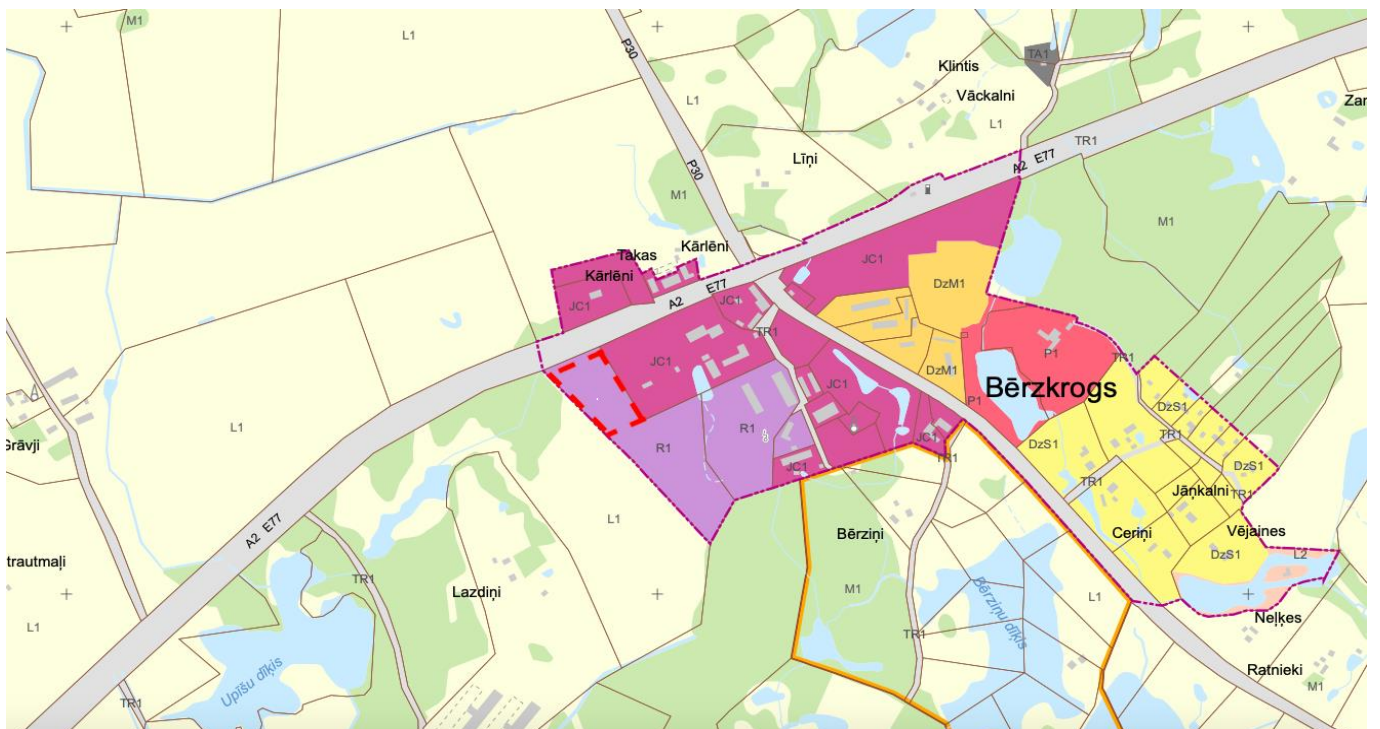 M1
L1
P30
Klintis
TA1
Vāckalni
L1
L1
Zar
TR1
Līņi
A2 E77
P30
M1
M1
Kārlēni
Takas
Kārlēni
JC1
DzM1
A2 E77
JC1
JC1
TR1
JC1
P1
TR1
DzM1
Bērzkrogs
JC1
P1
DzS1
TR1
L1
Grāvji
R1
R1
JC1
DzS1
DzS1
JC1
TR1
TR1
Jāņkalni
TR1
L1
A2 E77
Bērziņi
Ceriņi
Vējaines
DzS1
L2
trautmaļi
TR1
Lazdiņi
M1
Bērziņu dīķis
L1
L1
Neļķes
TR1
Upīšu dīķis
Ratnieki
M1
TR1